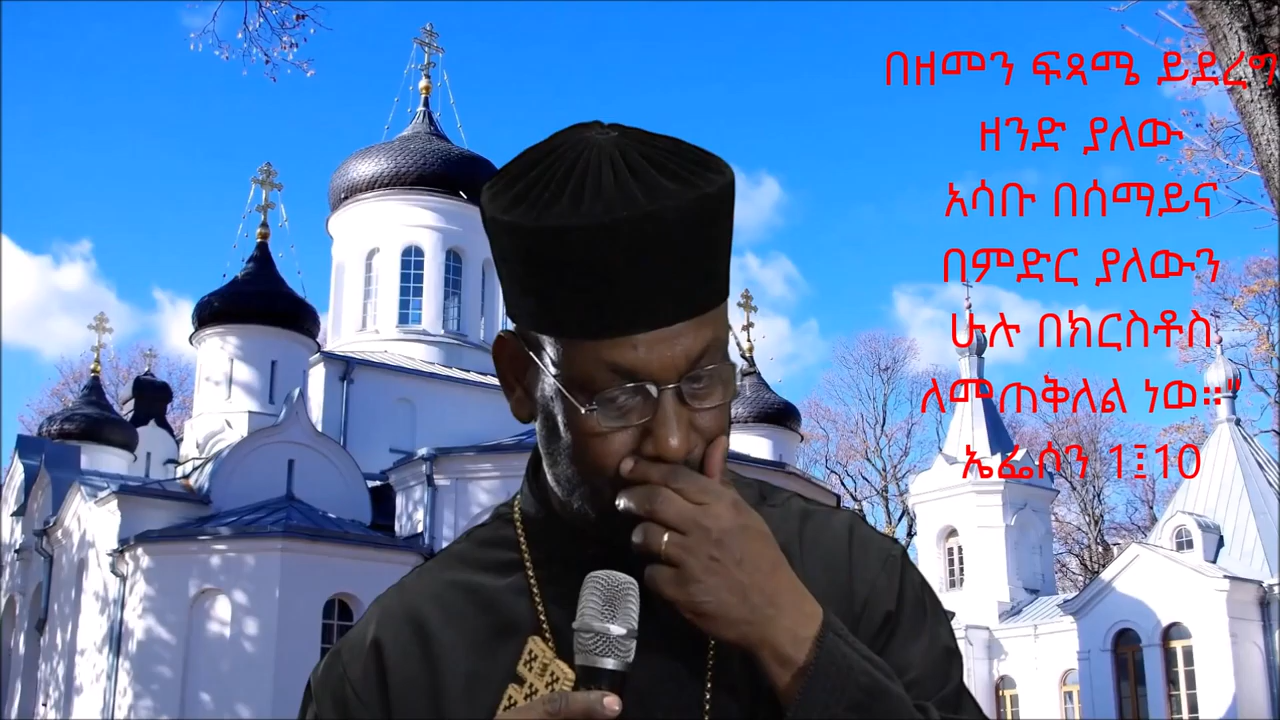 በዘመን ፍጻሜ ይደረግ
ዘንድ ያለው
አሳቡ በሰማይና
በምድር ያለውን
ሁሉ በክርስቶስ
ለመጠቅለል ነው።"
ኤፌሶን 1፤10